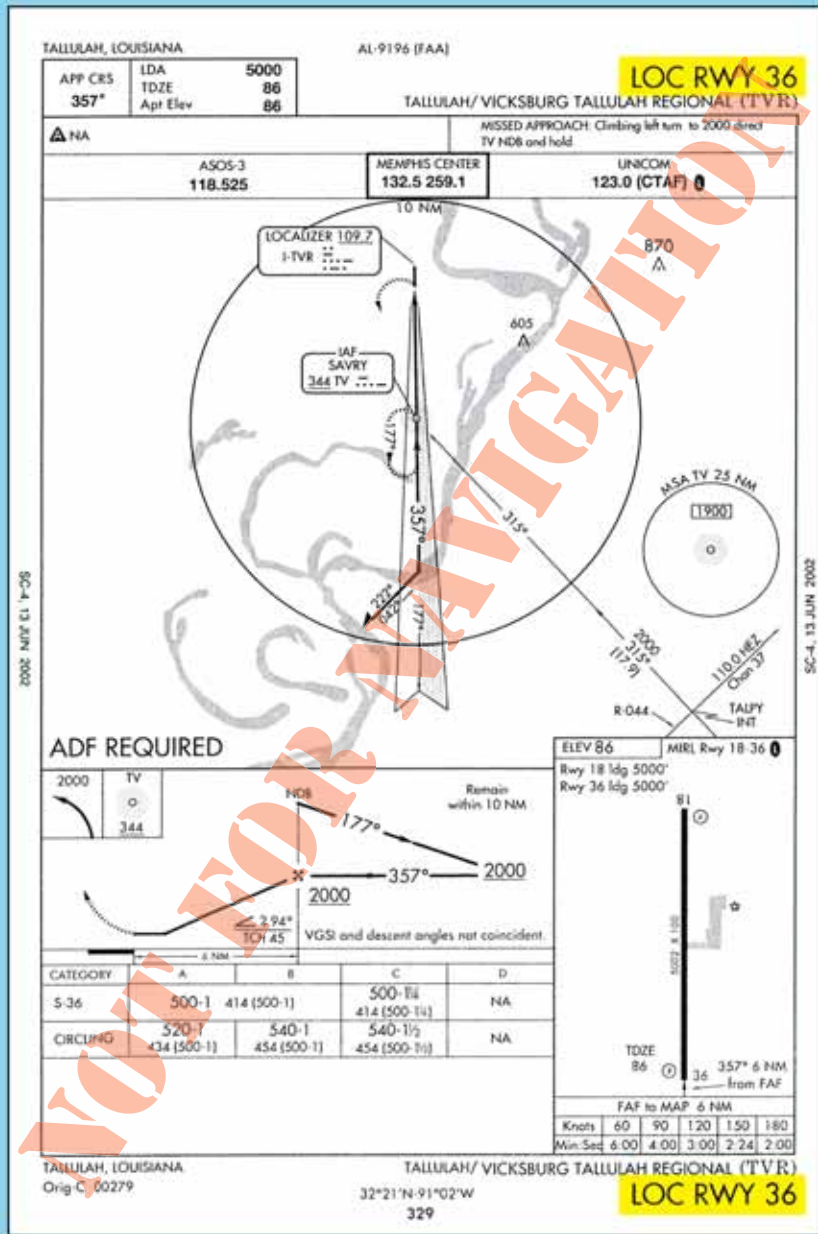 TALLULAH, LOUISIANA
AL-9196 (FAA)
LOC RWY 36
TALLULAH/ VICKSBURG TALLULAH REGIONAL (TVR)
APP CRS
357°
LDA 5000
TDZE 86
Apt Elev 86
A NA
MISSED APPROACH: Climbing left turn to 2000 direct
TV NDB and hold.
ASOS-3
118.525
MEMPHIS CENTER
132.5 259.1
UNICOM
123.0 (CTAF)
10 NM
LOCALIZER 109.7
I-TVR
870
605
IAF
SAVRY
344 TV
177°
357°
315°
MSA TV 25 NM
1900
222°
042°
177°
2000
315°
(17.9)
110.0 HEZ
Chan 37
R-044
TALPY
INT
SC-4, 13 JUN 2002
SC-4, 13 JUN 2002
ADF REQUIRED
ELEV 86
MIRL Rwy 18-36
Rwy 18 ldg 5000'
Rwy 36 ldg 5000'
2000
TV
344
NDB
Remain
within 10 NM
177°
357°
2000
2000
2.94°
TCH 45
VGSI and descent angles not coincident.
6 NM
18
5002 X 100
TDZE
86
36
357° 6 NM
from FAF
CATEGORY A B C D
S-36 500-1 414 (500-1) 500-1¼ 414 (500-1¼) NA
CIRCLING 520-1 434 (500-1) 540-1 454 (500-1) 540-1½ 454 (500-1½) NA
FAF to MAP 6 NM
Knots 60 90 120 150 180
Min:Sec 6:00 4:00 3:00 2:24 2:00
TALLULAH, LOUISIANA
Orig-C 00279
32°21'N-91°02'W
329
TALLULAH/ VICKSBURG TALLULAH REGIONAL (TVR)
LOC RWY 36
NOT FOR NAVIGATION